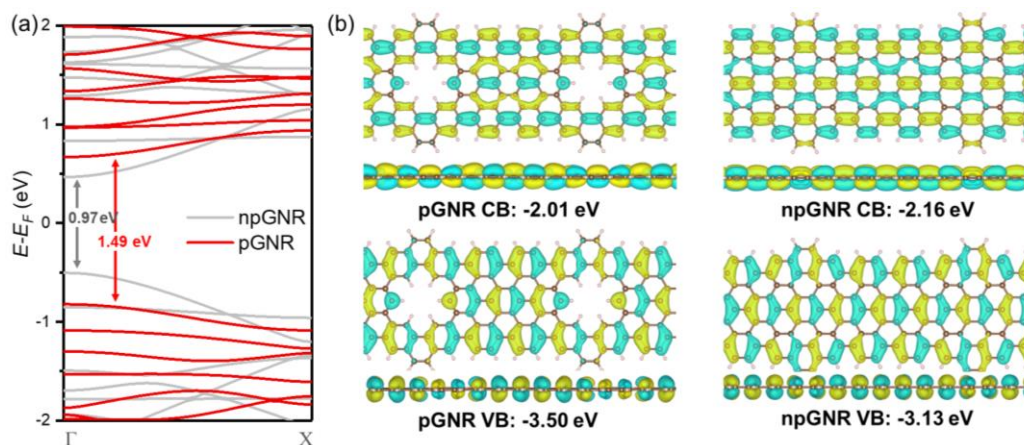 (a)
2
1
0
-1
-2
E-E_F (eV)
0.97eV
1.49 eV
npGNR
pGNR
Γ
X
(b)
pGNR CB: -2.01 eV
npGNR CB: -2.16 eV
pGNR VB: -3.50 eV
npGNR VB: -3.13 eV